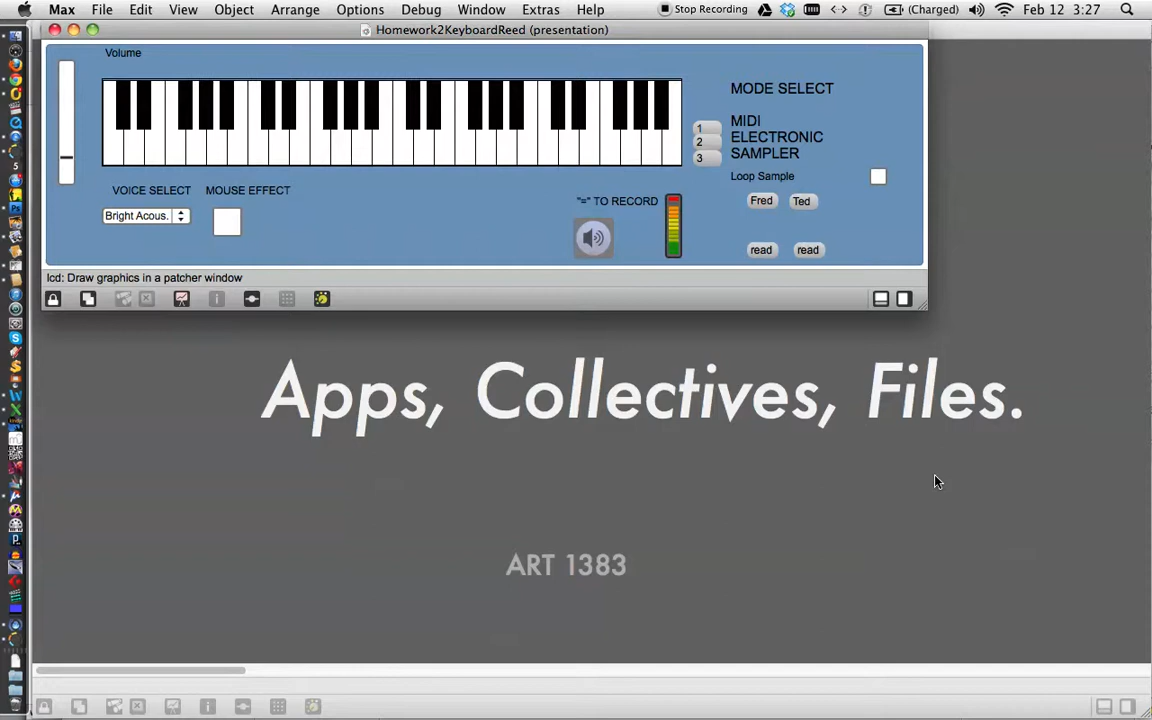 Max File Edit View Object Arrange Options Debug Window Extras Help Stop Recording (Charged) Feb 12 3:27
Homework2KeyboardReed (presentation)
Volume
MODE SELECT
1 MIDI
2 ELECTRONIC
3 SAMPLER
Loop Sample
VOICE SELECT MOUSE EFFECT
"=" TO RECORD
Fred Ted
Bright Acous.
read read
lcd: Draw graphics in a patcher window
Apps, Collectives, Files.
ART 1383